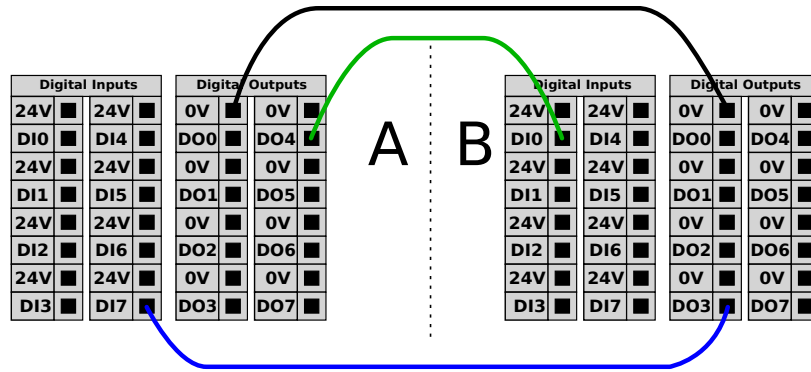 Digital Inputs Digital Outputs Digital Inputs Digital Outputs
24V 24V 0V 0V 24V 24V 0V 0V
DI0 DI4 DO0 DO4 A B DI0 DI4 DO0 DO4
24V 24V 0V 0V 24V 24V 0V 0V
DI1 DI5 DO1 DO5 DI1 DI5 DO1 DO5
24V 24V 0V 0V 24V 24V 0V 0V
DI2 DI6 DO2 DO6 DI2 DI6 DO2 DO6
24V 24V 0V 0V 24V 24V 0V 0V
DI3 DI7 DO3 DO7 DI3 DI7 DO3 DO7